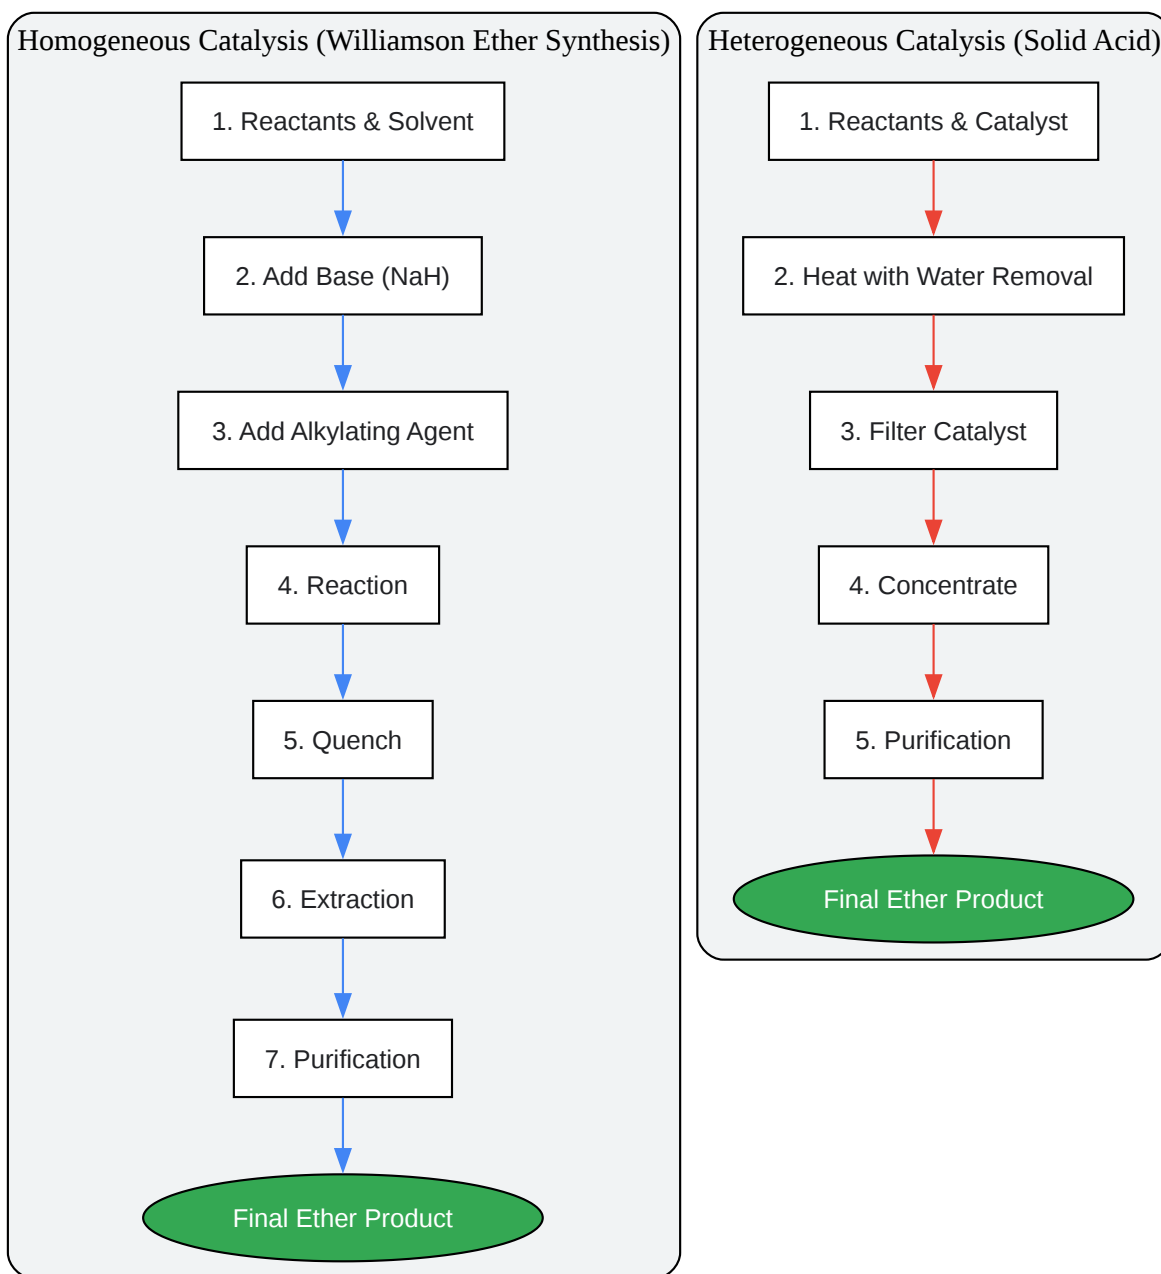 Homogeneous Catalysis (Williamson Ether Synthesis)
1. Reactants & Solvent
2. Add Base (NaH)
3. Add Alkylating Agent
4. Reaction
5. Quench
6. Extraction
7. Purification
Final Ether Product
Heterogeneous Catalysis (Solid Acid)
1. Reactants & Catalyst
2. Heat with Water Removal
3. Filter Catalyst
4. Concentrate
5. Purification
Final Ether Product